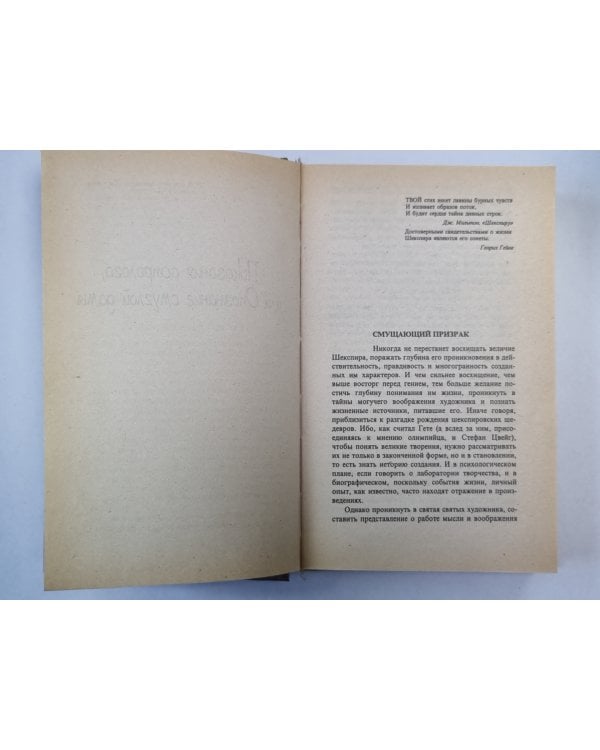 ТВОЙ стих несет лавины бурных чувств
И изливает образов поток,
И будит сердце тайна дивных строк.
Дж. Мильтон. «Шекспиру»
Достоверными свидетельствами о жизни
Шекспира являются его сонеты.
Генрих Гейне
СМУЩАЮЩИЙ ПРИЗРАК
Никогда не перестанет восхищать величие
Шекспира, поражать глубина его проникновения в дей-
ствительность, правдивость и многогранность создан-
ных им характеров. И чем сильнее восхищение, чем
выше восторг перед гением, тем больше желание по-
стичь глубину понимания им жизни, проникнуть в
тайны могучего воображения художника и познать
жизненные источники, питавшие его. Иначе говоря,
приблизиться к разгадке рождения шекспировских ше-
девров. Ибо, как считал Гете (а вслед за ним, присо-
единяясь к мнению олимпийца, и Стефан Цвейг),
чтобы понять великие творения, нужно рассматривать
их не только в законченной форме, но и в становлении,
то есть знать историю создания. И в психологическом
плане, если говорить о лаборатории творчества, и в
биографическом, поскольку события жизни, личный
опыт, как известно, часто находят отражение в произ-
ведениях.
Однако проникнуть в святая святых художника, со-
ставить представление о работе мысли и воображения